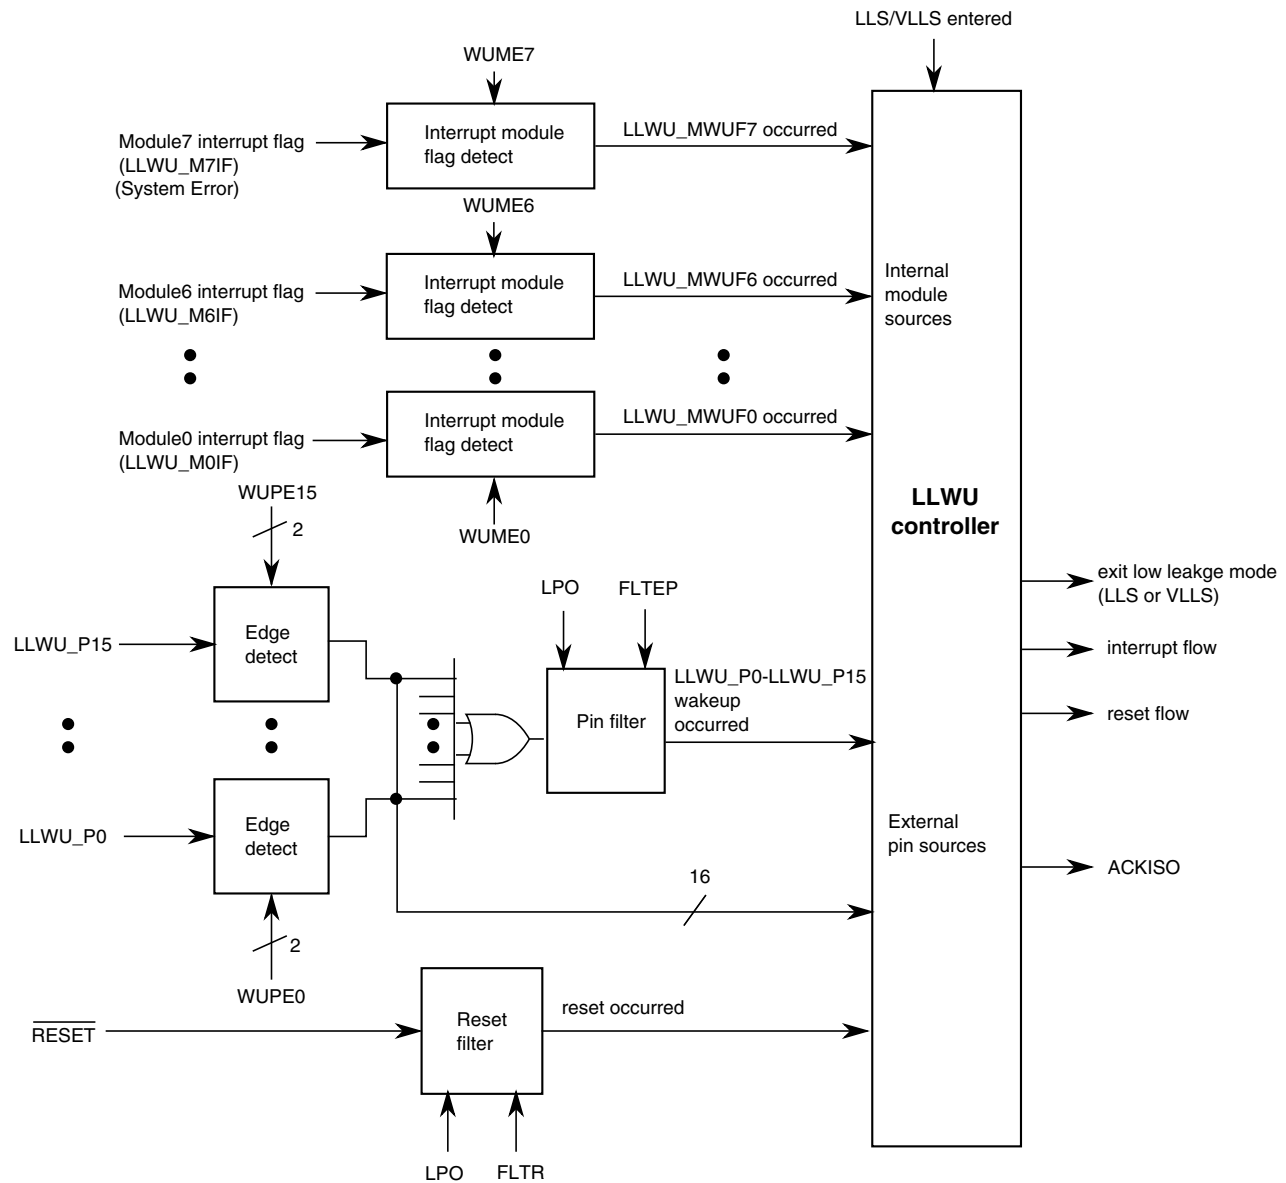 LLS/VLLS entered
WUME7
Module7 interrupt flag
(LLWU_M7IF)
(System Error)
Interrupt module
flag detect
LLWU_MWUF7 occurred
WUME6
Module6 interrupt flag
(LLWU_M6IF)
Interrupt module
flag detect
LLWU_MWUF6 occurred
Internal
module
sources
Module0 interrupt flag
(LLWU_M0IF)
Interrupt module
flag detect
LLWU_MWUF0 occurred
WUME0
LLWU
controller
WUPE15
2
LLWU_P15
Edge
detect
LPO
FLTEP
Pin filter
LLWU_P0-LLWU_P15
wakeup
occurred
exit low leakge mode
(LLS or VLLS)
interrupt flow
reset flow
LLWU_P0
Edge
detect
External
pin sources
ACKISO
16
2
WUPE0
RESET
Reset
filter
reset occurred
LPO
FLTR